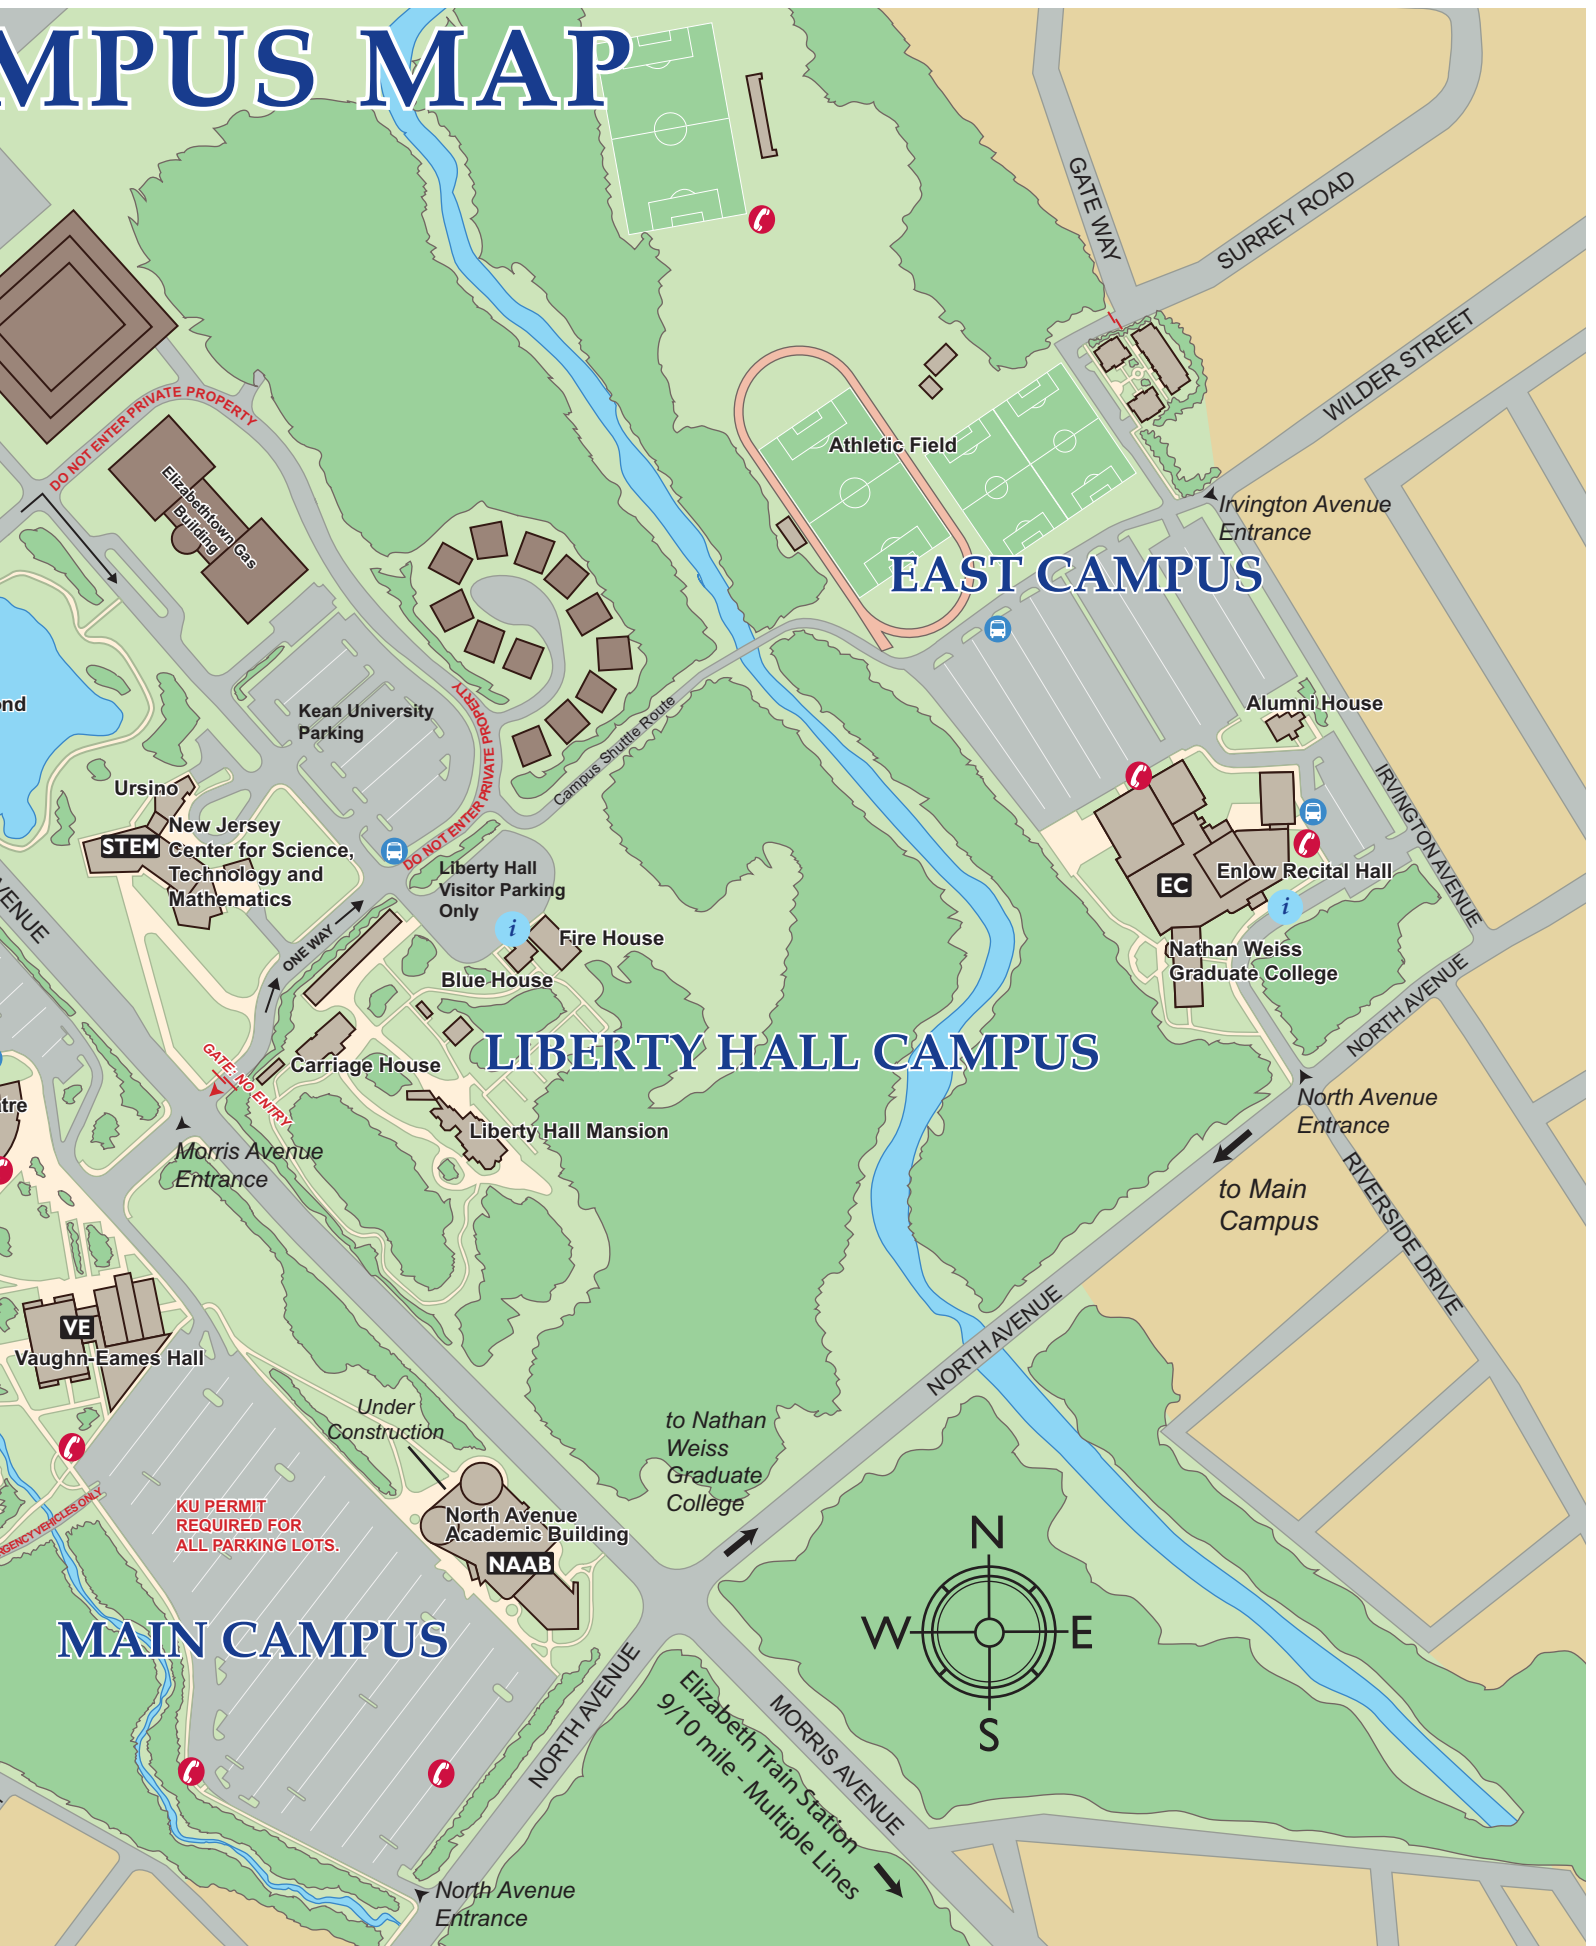 MPUS MAP
GATE WAY
SURREY ROAD
WILDER STREET
DO NOT ENTER PRIVATE PROPERTY
Elizabethtown Gas
Building
Athletic Field
Irvington Avenue
Entrance
EAST CAMPUS
ond
Kean University
Parking
DO NOT ENTER PRIVATE PROPERTY
Campus Shuttle Route
Alumni House
IRVINGTON AVENUE
Ursino
STEM
New Jersey
Center for Science,
Technology and
Mathematics
Liberty Hall
Visitor Parking
Only
i
Fire House
Blue House
Enlow Recital Hall
EC
i
Nathan Weiss
Graduate College
AVENUE
ONE WAY
NORTH AVENUE
LIBERTY HALL CAMPUS
GATE: NO ENTRY
Carriage House
atre
Liberty Hall Mansion
Morris Avenue
Entrance
North Avenue
Entrance
to Main
Campus
RIVERSIDE DRIVE
VE
Vaughn-Eames Hall
NORTH AVENUE
Under
Construction
to Nathan
Weiss
Graduate
College
RGENCY VEHICLES ONLY
KU PERMIT
REQUIRED FOR
ALL PARKING LOTS.
North Avenue
Academic Building
NAAB
N
W
E
S
MAIN CAMPUS
NORTH AVENUE
Elizabeth Train Station
9/10 mile - Multiple Lines
MORRIS AVENUE
North Avenue
Entrance